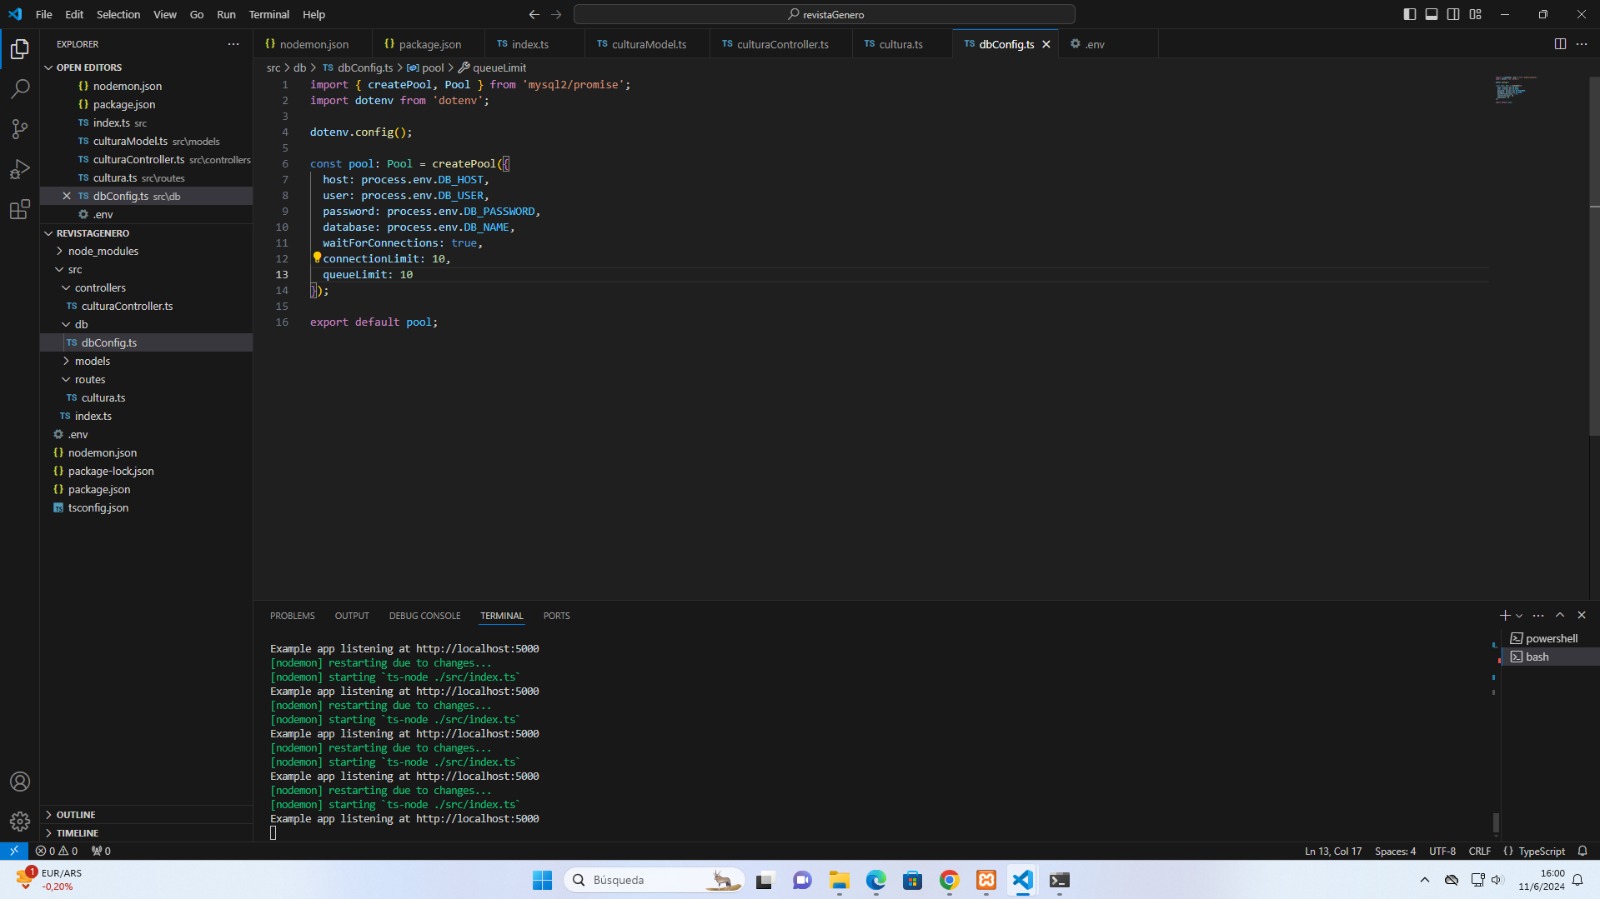 File Edit Selection View Go Run Terminal Help
revistaGenero
EXPLORER
OPEN EDITORS
nodemon.json
package.json
index.ts src
culturaModel.ts src\models
culturaController.ts src\controllers
cultura.ts src\routes
dbConfig.ts src\db
.env
REVISTAGENERO
node_modules
src
controllers
culturaController.ts
db
dbConfig.ts
models
routes
cultura.ts
index.ts
.env
nodemon.json
package-lock.json
package.json
tsconfig.json
OUTLINE
TIMELINE
{} nodemon.json {} package.json TS index.ts TS culturaModel.ts TS culturaController.ts TS cultura.ts TS dbConfig.ts .env
src > db > TS dbConfig.ts > pool > queueLimit
1 import { createPool, Pool } from 'mysql2/promise';
2 import dotenv from 'dotenv';
3
4 dotenv.config();
5
6 const pool: Pool = createPool({
7 host: process.env.DB_HOST,
8 user: process.env.DB_USER,
9 password: process.env.DB_PASSWORD,
10 database: process.env.DB_NAME,
11 waitForConnections: true,
12 connectionLimit: 10,
13 queueLimit: 10
14 });
15
16 export default pool;
PROBLEMS OUTPUT DEBUG CONSOLE TERMINAL PORTS
powershell
bash
Example app listening at http://localhost:5000
[nodemon] restarting due to changes...
[nodemon] starting `ts-node ./src/index.ts`
Example app listening at http://localhost:5000
[nodemon] restarting due to changes...
[nodemon] starting `ts-node ./src/index.ts`
Example app listening at http://localhost:5000
[nodemon] restarting due to changes...
[nodemon] starting `ts-node ./src/index.ts`
Example app listening at http://localhost:5000
[nodemon] restarting due to changes...
[nodemon] starting `ts-node ./src/index.ts`
Example app listening at http://localhost:5000
0 0 0
Ln 13, Col 17 Spaces: 4 UTF-8 CRLF {} TypeScript
1
EUR/ARS
-0,20%
Búsqueda
16:00
11/6/2024